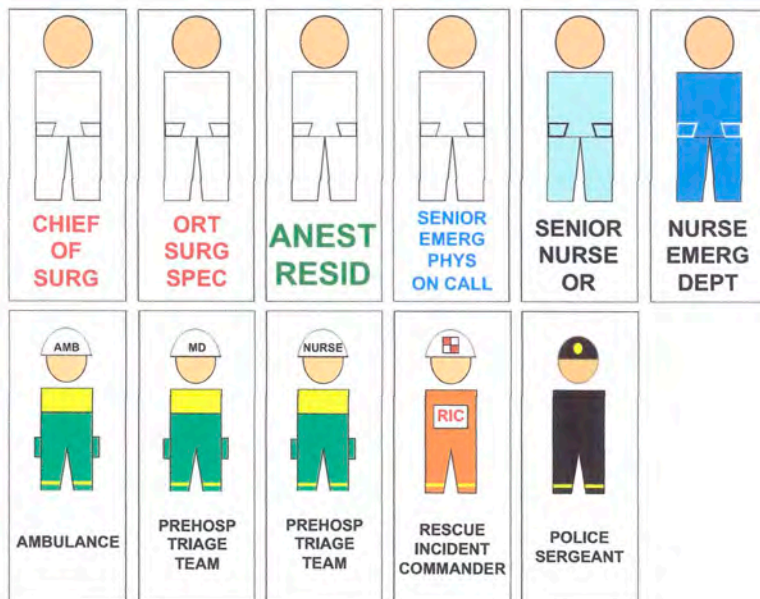 CHIEF
OF
SURG
ORT
SURG
SPEC
ANEST
RESID
SENIOR
EMERG
PHYS
ON CALL
SENIOR
NURSE
OR
NURSE
EMERG
DEPT
AMB
AMBULANCE
MD
PREHOSP
TRIAGE
TEAM
NURSE
PREHOSP
TRIAGE
TEAM
RIC
RESCUE
INCIDENT
COMMANDER
POLICE
SERGEANT